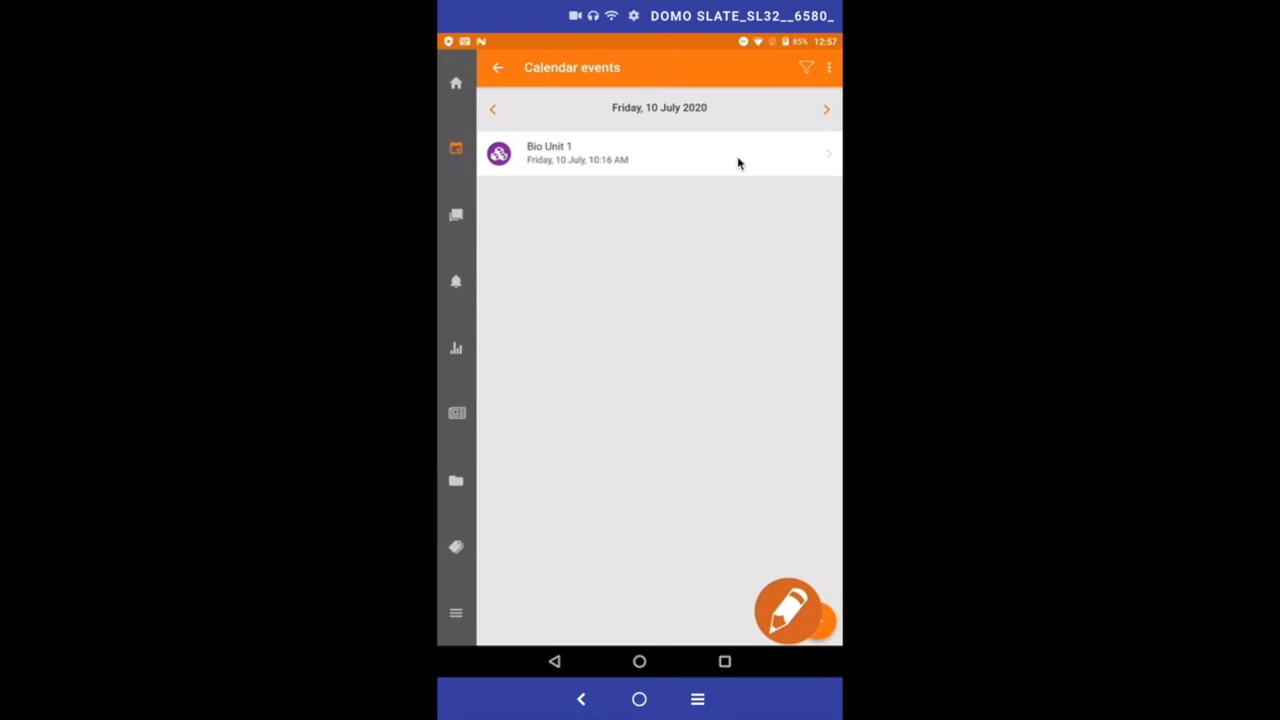 DOMO SLATE_SL32__6580_
85% 12:57
Calendar events
Friday, 10 July 2020
Bio Unit 1
Friday, 10 July, 10:16 AM